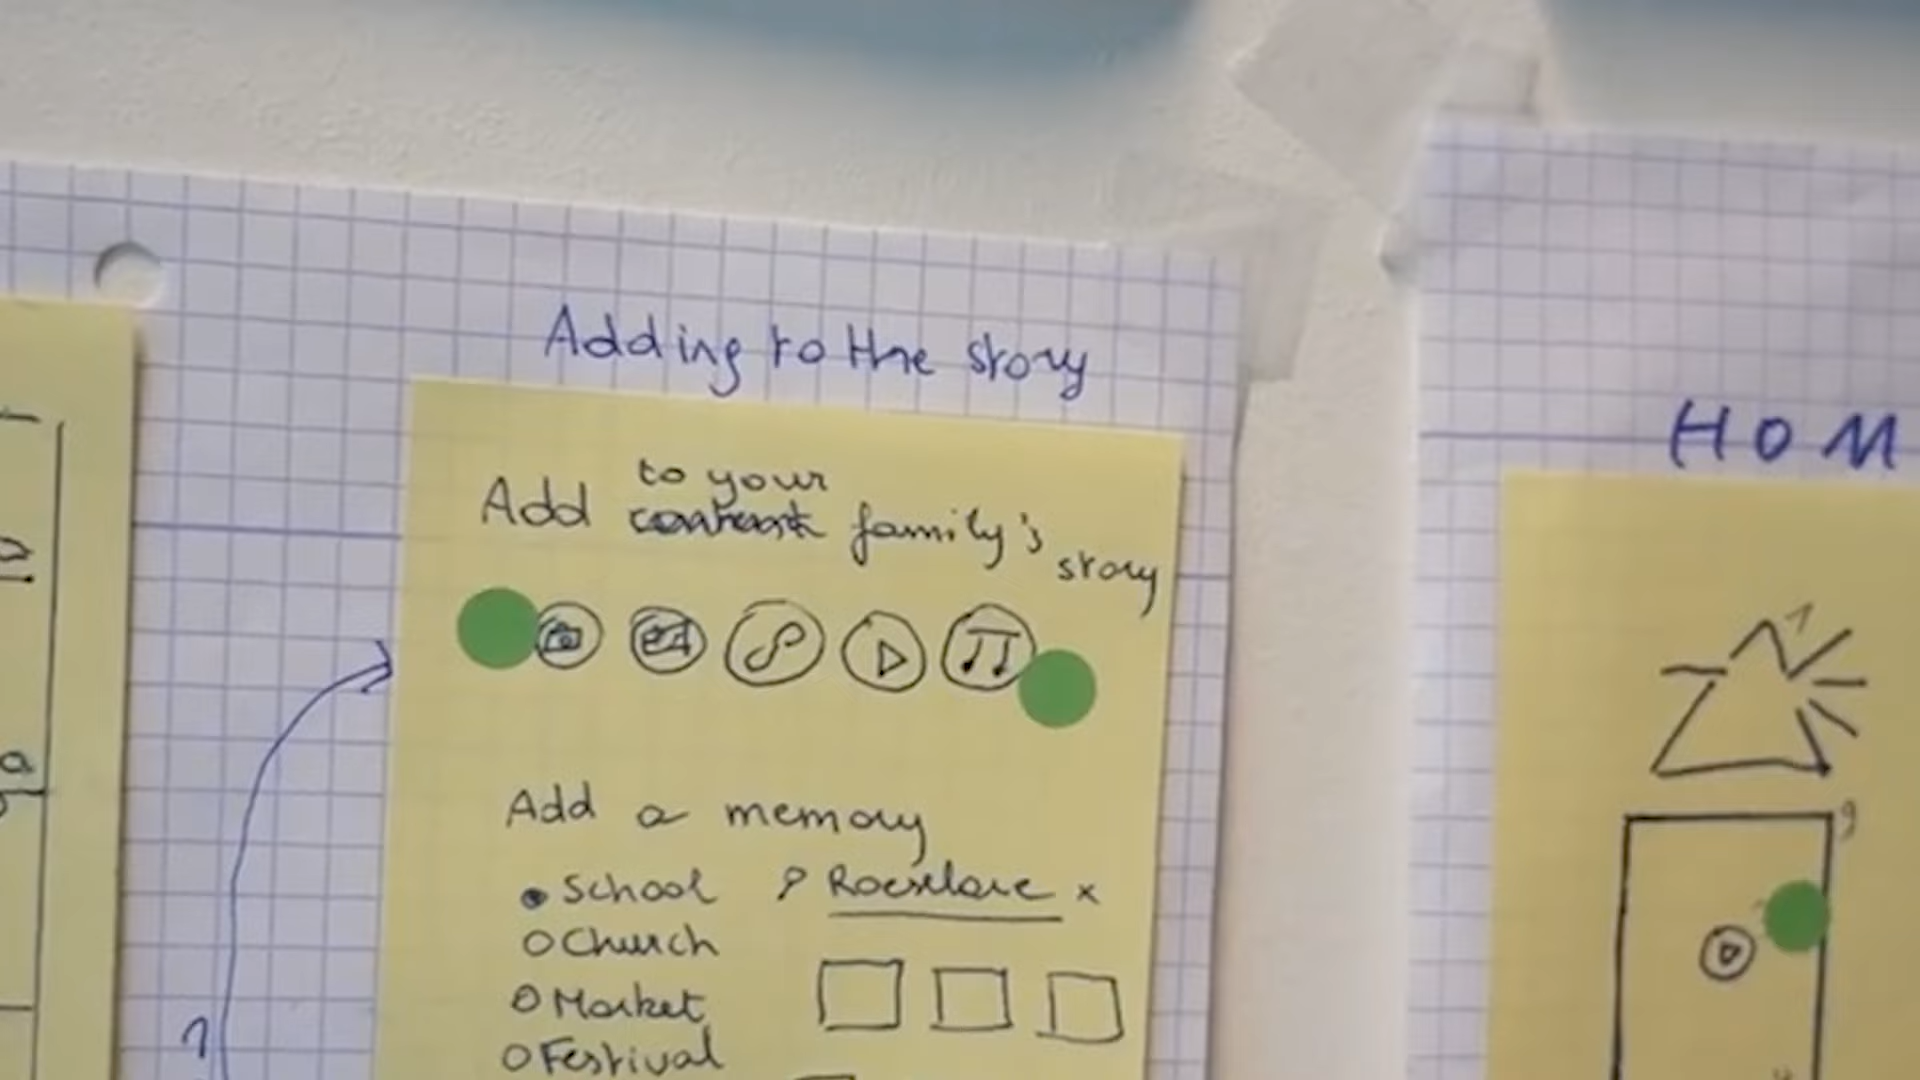 Adding to the story
Add to your family's story
Add a memory
School
Roeselare x
Church
Market
Festival
HOM